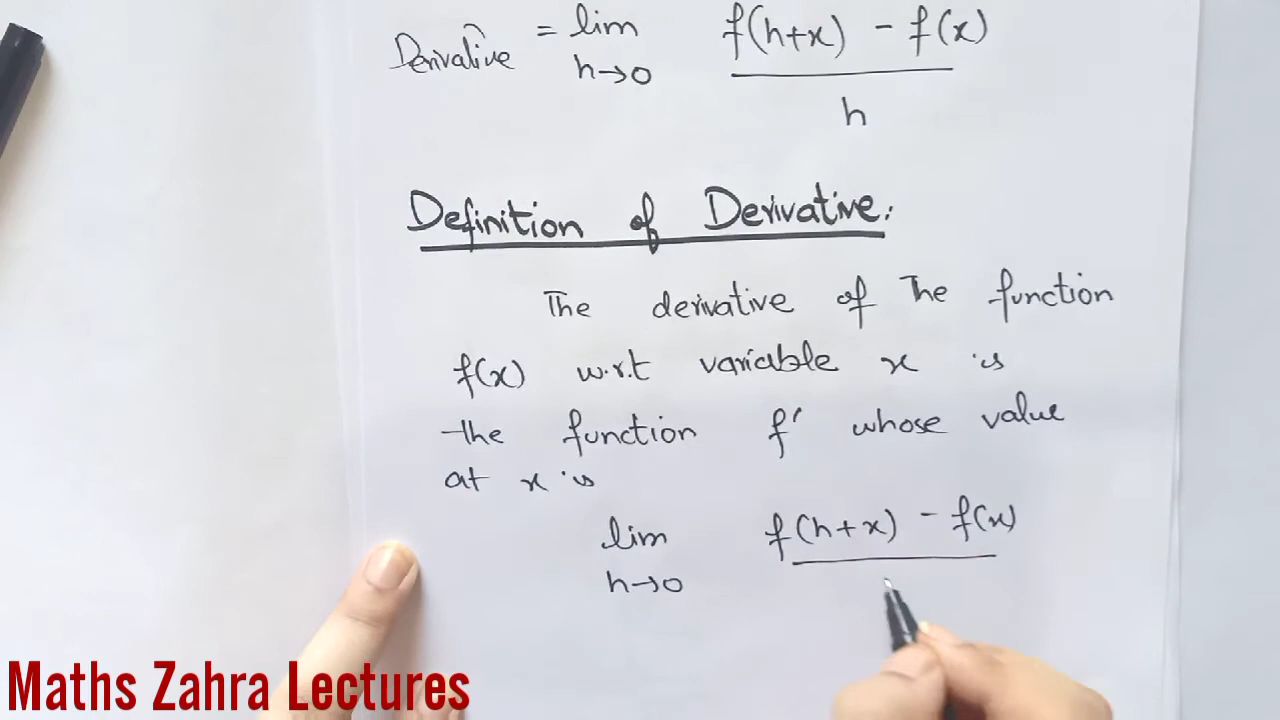 Derivative = lim h→0 f(h+x) - f(x)
h
Definition of Derivative:
The derivative of the function
f(x) w.r.t variable x is
the function f' whose value
at x is
lim h→0 f(h+x) - f(x)
Maths Zahra Lectures